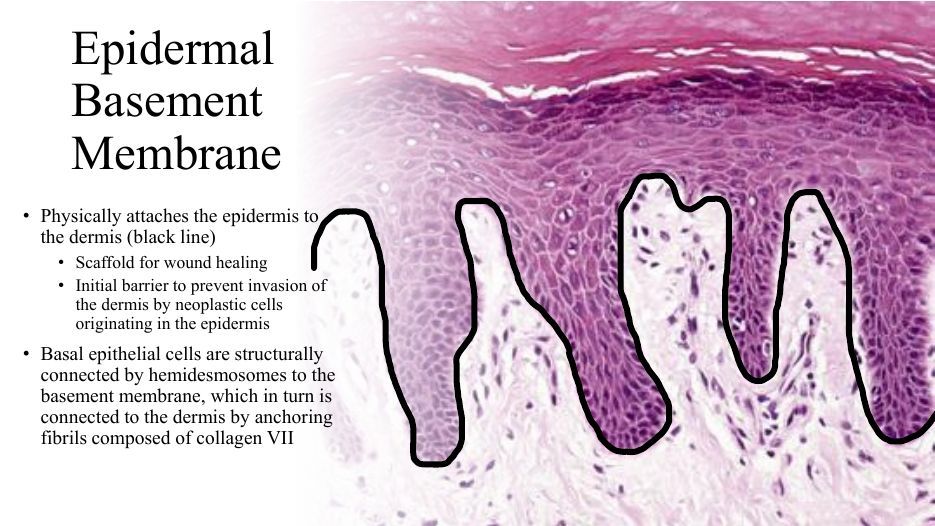 Epidermal
Basement
Membrane
• Physically attaches the epidermis to
the dermis (black line)
• Scaffold for wound healing
• Initial barrier to prevent invasion of
the dermis by neoplastic cells
originating in the epidermis
• Basal epithelial cells are structurally
connected by hemidesmosomes to the
basement membrane, which in turn is
connected to the dermis by anchoring
fibrils composed of collagen VII